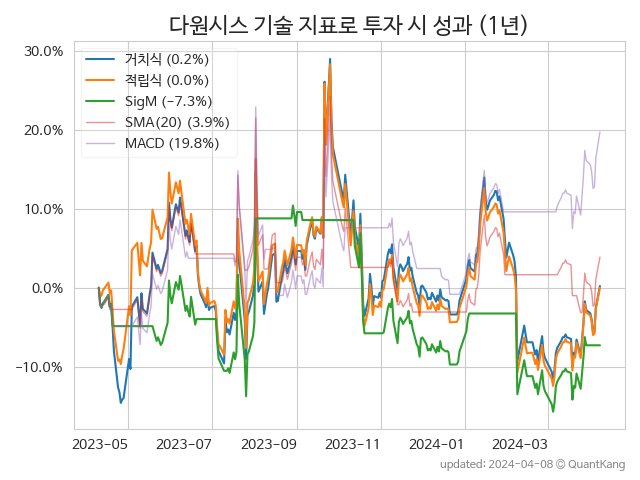 다원시스 기술 지표로 투자 시 성과 (1년)
30.0%
20.0%
10.0%
0.0%
−10.0%
거치식 (0.2%)
적립식 (0.0%)
SigM (−7.3%)
SMA(20) (3.9%)
MACD (19.8%)
2023-05
2023-07
2023-09
2023-11
2024-01
2024-03
updated: 2024-04-08 © QuantKang